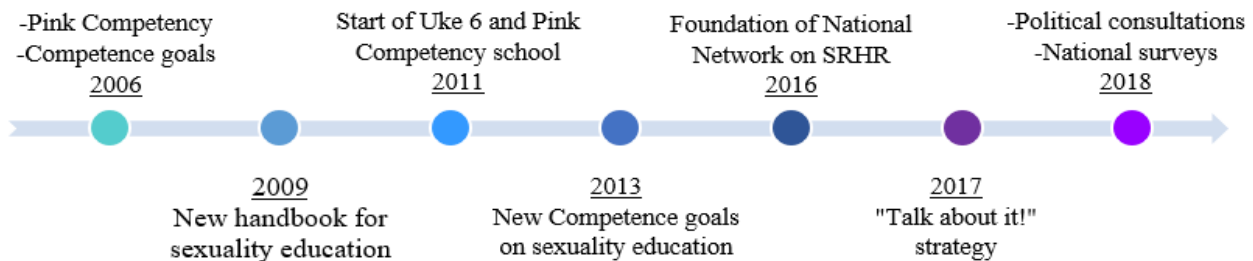 -Pink Competency
-Competence goals
2006
2009
New handbook for
sexuality education
Start of Uke 6 and Pink
Competency school
2011
2013
New Competence goals
on sexuality education
Foundation of National
Network on SRHR
2016
2017
"Talk about it!"
strategy
-Political consultations
-National surveys
2018